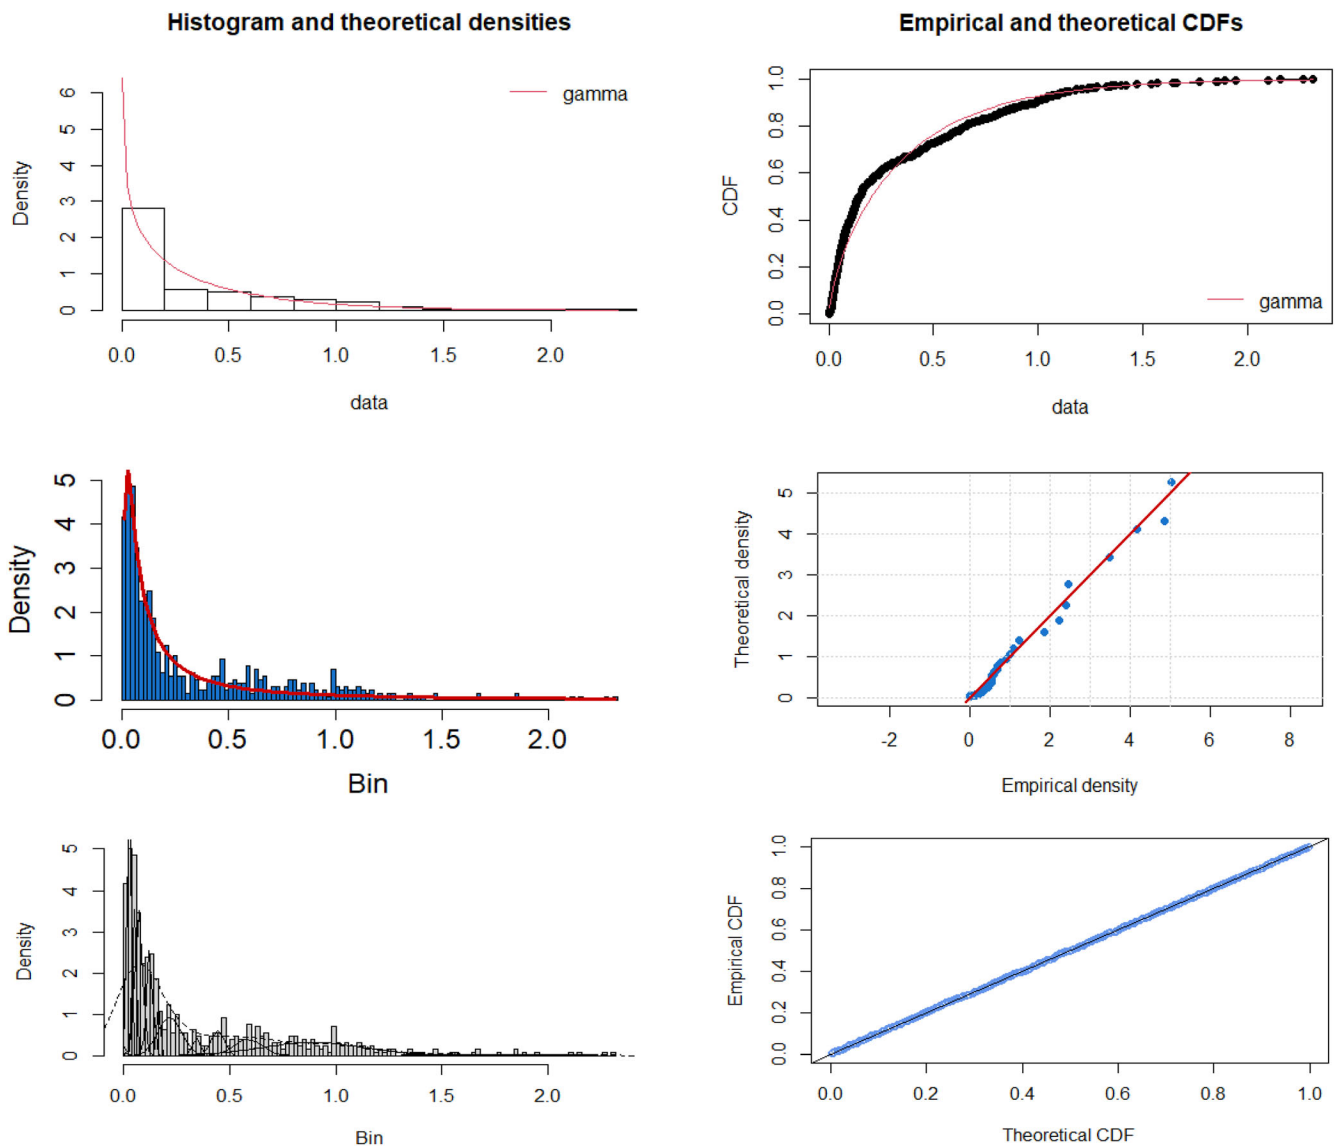 Histogram and theoretical densities
Density
0 1 2 3 4 5 6
gamma
0.0 0.5 1.0 1.5 2.0
data
Empirical and theoretical CDFs
CDF
0.0 0.2 0.4 0.6 0.8 1.0
gamma
0.0 0.5 1.0 1.5 2.0
data
Density
0 1 2 3 4 5
0.0 0.5 1.0 1.5 2.0
Bin
Theoretical density
0 1 2 3 4 5
-2 0 2 4 6 8
Empirical density
Density
0 1 2 3 4 5
0.0 0.5 1.0 1.5 2.0
Bin
Empirical CDF
0.0 0.2 0.4 0.6 0.8 1.0
0.0 0.2 0.4 0.6 0.8 1.0
Theoretical CDF